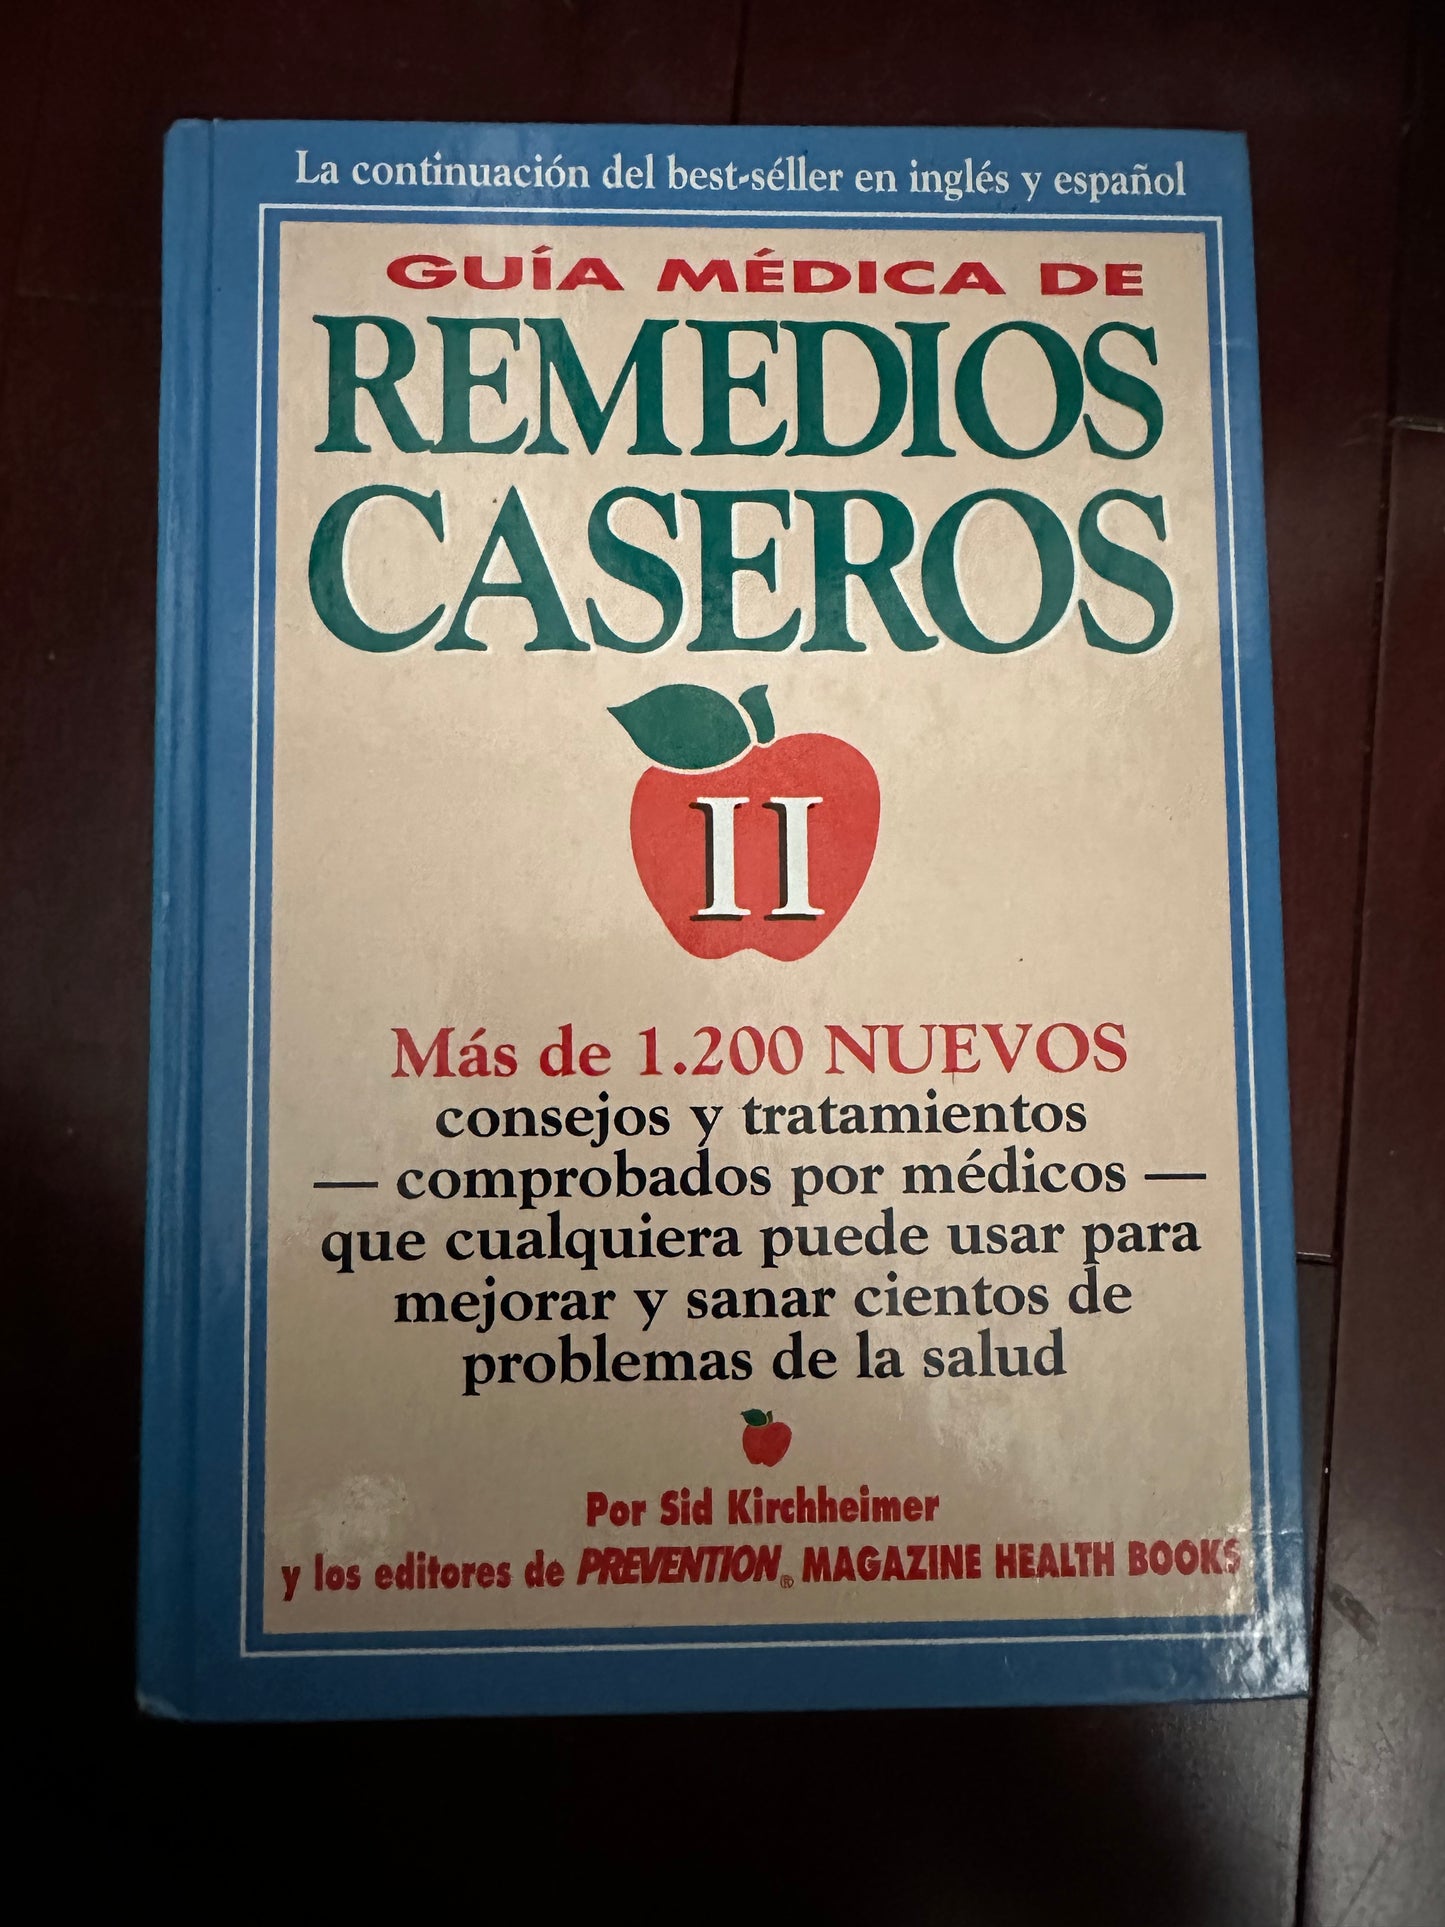 La continuación del best-séller en inglés y español
GUÍA MÉDICA DE
REMEDIOS
CASEROS
II
Más de 1.200 NUEVOS
consejos y tratamientos
— comprobados por médicos —
que cualquiera puede usar para
mejorar y sanar cientos de
problemas de la salud
Por Sid Kirchheimer
y los editores de PREVENTION® MAGAZINE HEALTH BOOKS